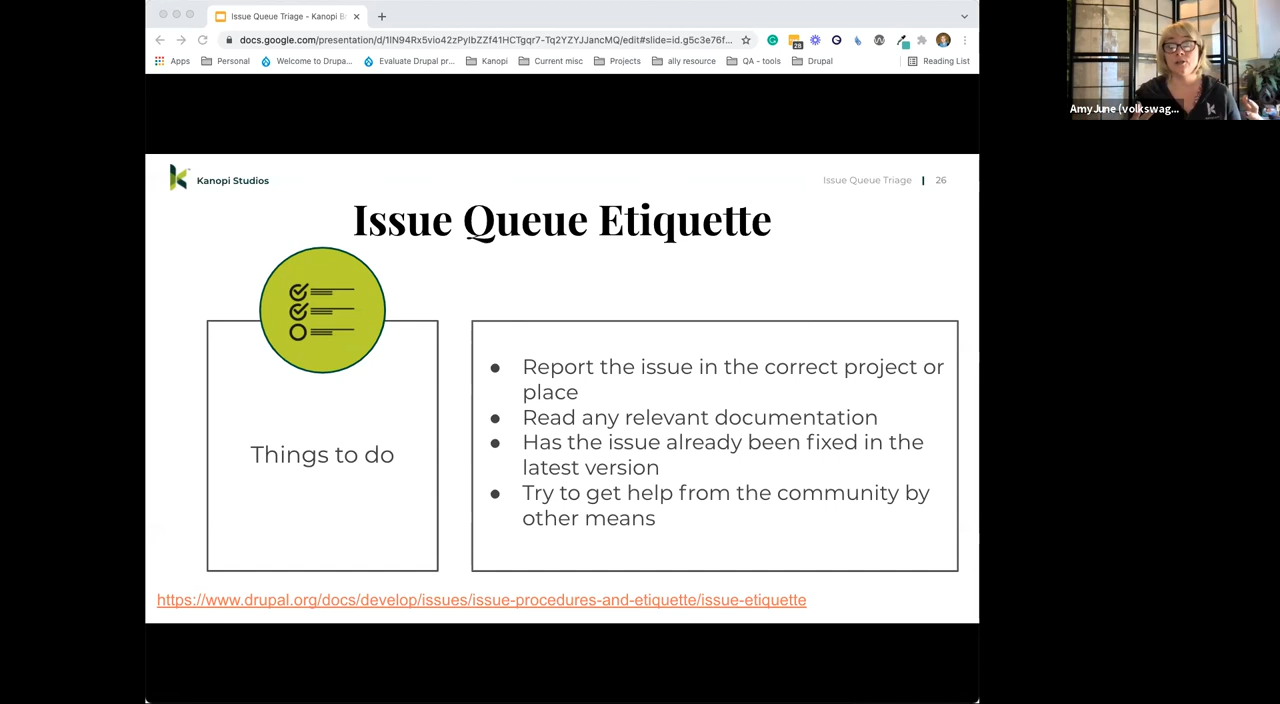 Issue Queue Triage - Kanopi B
docs.google.com/presentation/d/1IN94Rx5vio42zPyIbZZf41HCTgqr7-Tq2YZYJJancMQ/edit#slide=id.g5c3e76f...
28
Apps
Personal
Welcome to Drupa...
Evaluate Drupal pr...
Kanopi
Current misc
Projects
ally resource
QA - tools
Drupal
Reading List
AmyJune (volkswag...
Kanopi Studios
Issue Queue Triage | 26
Issue Queue Etiquette
Things to do
● Report the issue in the correct project or
place
● Read any relevant documentation
● Has the issue already been fixed in the
latest version
● Try to get help from the community by
other means
https://www.drupal.org/docs/develop/issues/issue-procedures-and-etiquette/issue-etiquette